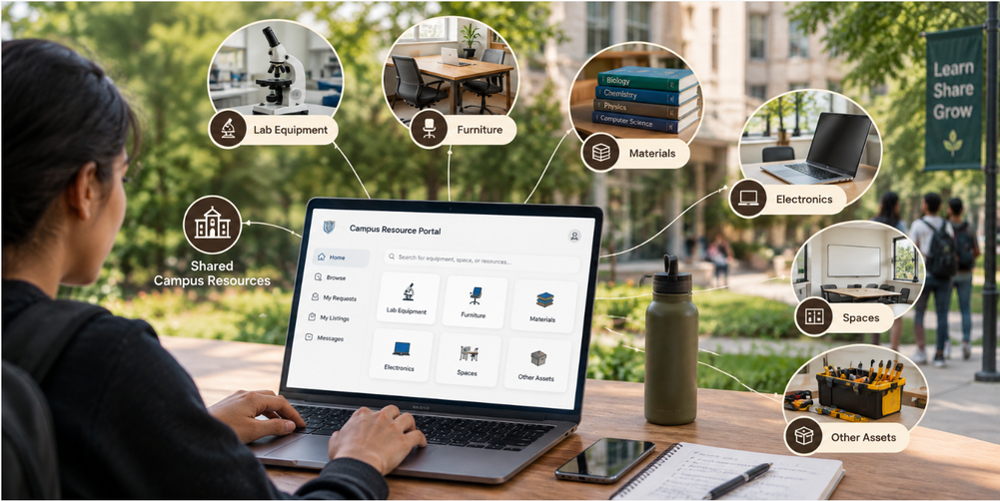 Lab Equipment
Furniture
Biology
Chemistry
Physics
Computer Science
Materials
Electronics
Learn
Share
Grow
Shared
Campus Resources
Spaces
Other Assets
Campus Resource Portal
Home
Browse
My Requests
My Listings
Messages
Search for equipment, space, or resources...
Lab Equipment
Furniture
Materials
Electronics
Spaces
Other Assets